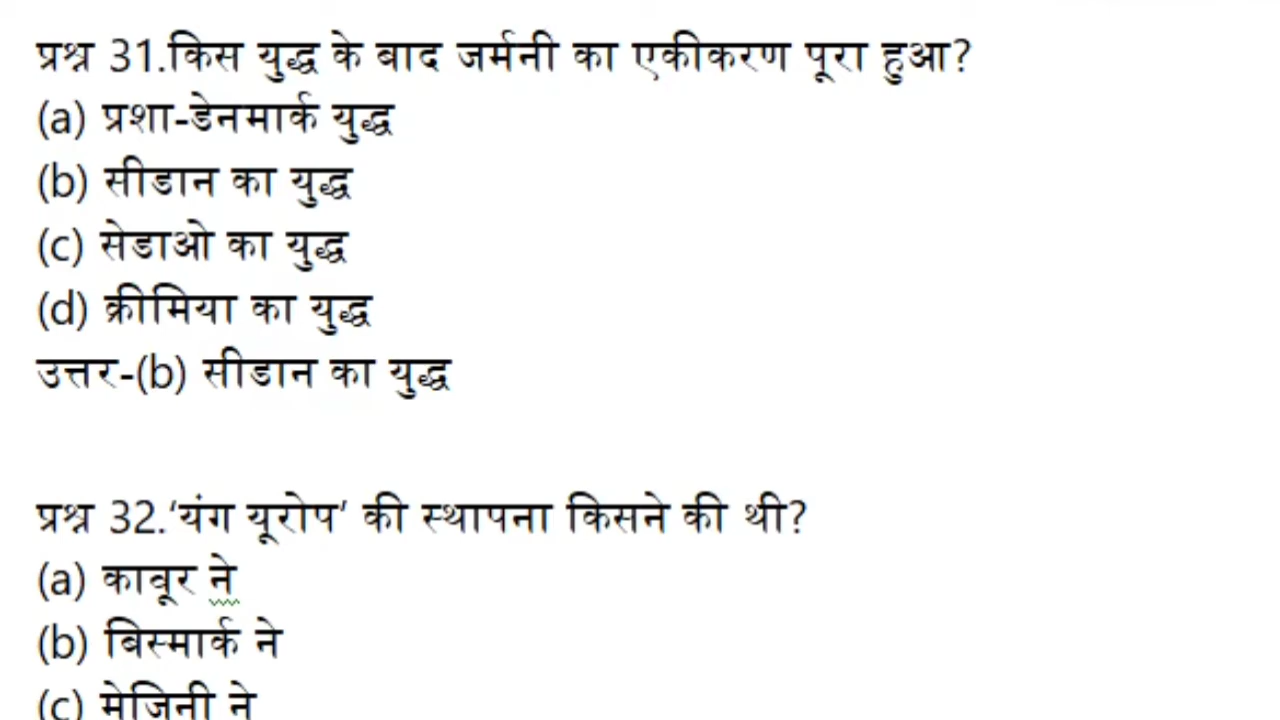 प्रश्न 31.किस युद्ध के बाद जर्मनी का एकीकरण पूरा हुआ?
(a) प्रशा-डेनमार्क युद्ध
(b) सीडान का युद्ध
(c) सेडाओ का युद्ध
(d) क्रीमिया का युद्ध
उत्तर-(b) सीडान का युद्ध
प्रश्न 32.‘यंग यूरोप’ की स्थापना किसने की थी?
(a) काबूर ने
(b) बिस्मार्क ने
(c) मेजिनी ने